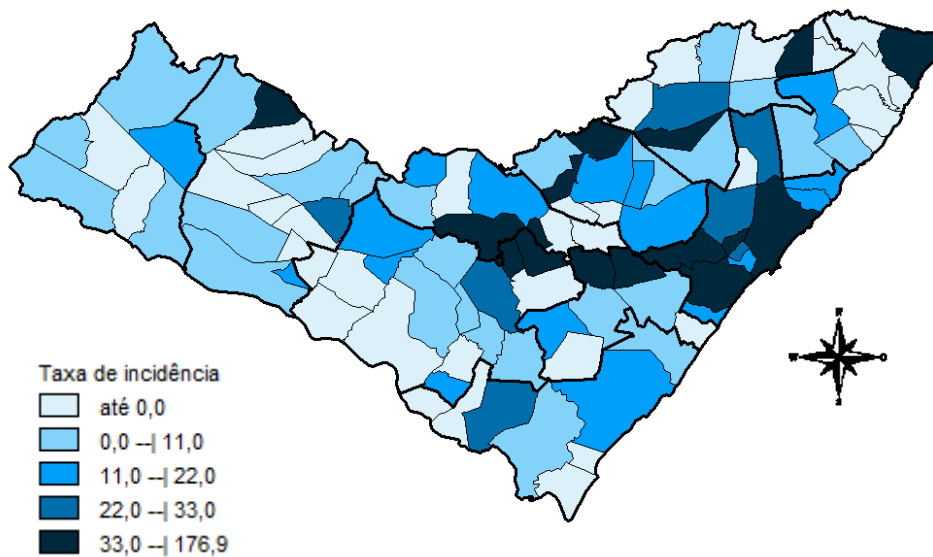 Taxa de incidência
até 0,0
0,0 --| 11,0
11,0 --| 22,0
22,0 --| 33,0
33,0 --| 176,9